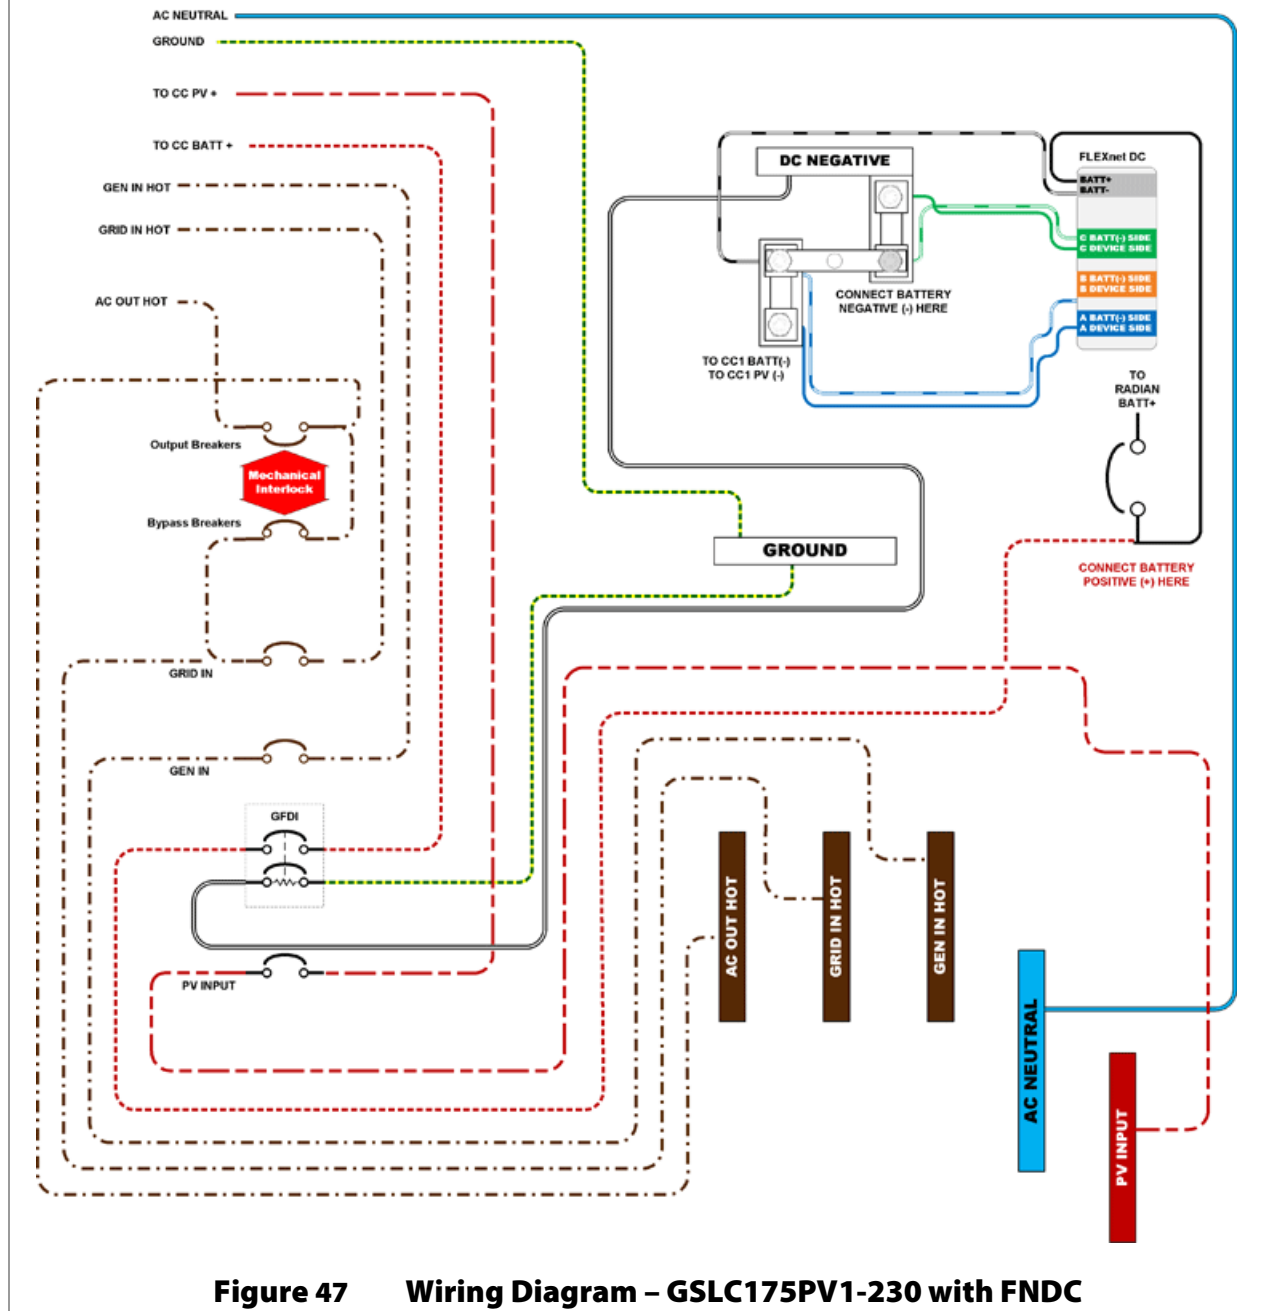 AC NEUTRAL
GROUND
TO CC PV +
TO CC BATT +
GEN IN HOT
GRID IN HOT
AC OUT HOT
DC NEGATIVE
FLEXnet DC
BATT+
BATT-
C BATT(-) SIDE
C DEVICE SIDE
B BATT(-) SIDE
B DEVICE SIDE
A BATT(-) SIDE
A DEVICE SIDE
CONNECT BATTERY
NEGATIVE (-) HERE
TO CC1 BATT(-)
TO CC1 PV (-)
TO
RADIAN
BATT+
Output Breakers
Mechanical
Interlock
Bypass Breakers
GROUND
CONNECT BATTERY
POSITIVE (+) HERE
GRID IN
GEN IN
GFDI
PV INPUT
AC OUT HOT
GRID IN HOT
GEN IN HOT
AC NEUTRAL
PV INPUT
Figure 47 Wiring Diagram – GSLC175PV1-230 with FNDC